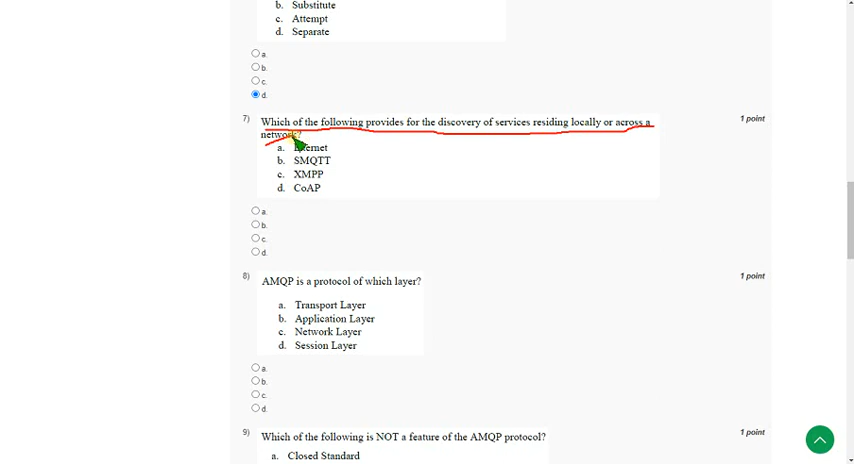 b. Substitute
c. Attempt
d. Separate
a.
b.
c.
d.
7) Which of the following provides for the discovery of services residing locally or across a 1 point
network?
a. Internet
b. SMQTT
c. XMPP
d. CoAP
a.
b.
c.
d.
8) AMQP is a protocol of which layer? 1 point
a. Transport Layer
b. Application Layer
c. Network Layer
d. Session Layer
a.
b.
c.
d.
9) Which of the following is NOT a feature of the AMQP protocol? 1 point
a. Closed Standard